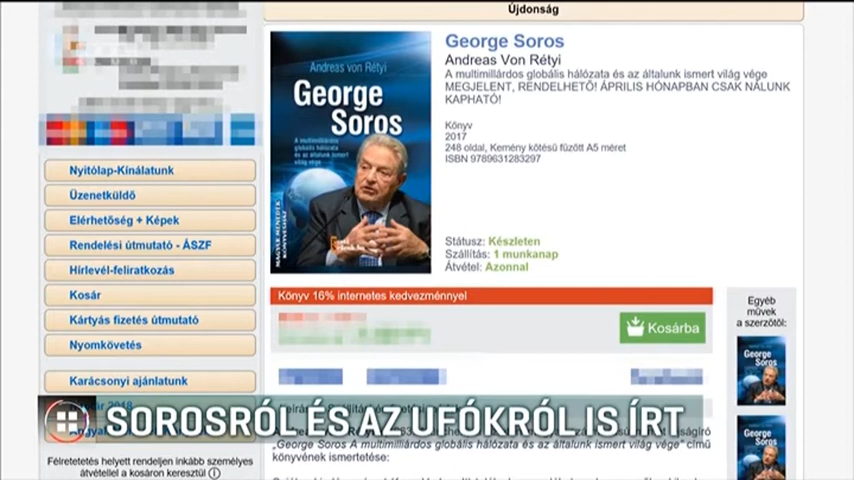 Újdonság
George Soros
Andreas Von Rétyi
A multimilliárdos globális hálózata és az általunk ismert világ vége
MEGJELENT, RENDELHETŐ! ÁPRILIS HÓNAPBAN CSAK NÁLUNK
KAPHATÓ!
Könyv
2017
248 oldal, Kemény kötésű fűzött A5 méret
ISBN 9789631283297
Státusz: Készleten
Szállítás: 1 munkanap
Átvétel: Azonnal
Andreas von Rétyi
George
Soros
A multimilliárdos globális
hálózata és az általunk ismert
világ vége
MAGYAR MENEDÉK
KÖNYVESHÁZ
Nyitólap-Kínálatunk
Üzenetküldő
Elérhetőség + Képek
Rendelési útmutató - ÁSZF
Hírlevél-feliratkozás
Kosár
Kártyás fizetés útmutató
Nyomkövetés
Karácsonyi ajánlatunk
Könyv 16% internetes kedvezménnyel
Kosárba
Egyéb
művek
a szerzőtől:
George
Soros
George
Soros
SOROSRÓL ÉS AZ UFÓKRÓL IS ÍRT
„George Soros A multimilliárdos globális hálózata és az általunk ismert világ vége” című
könyvének ismertetése:
Félretetetés helyett rendeljen inkább személyes
átvétellel a kosáron keresztül